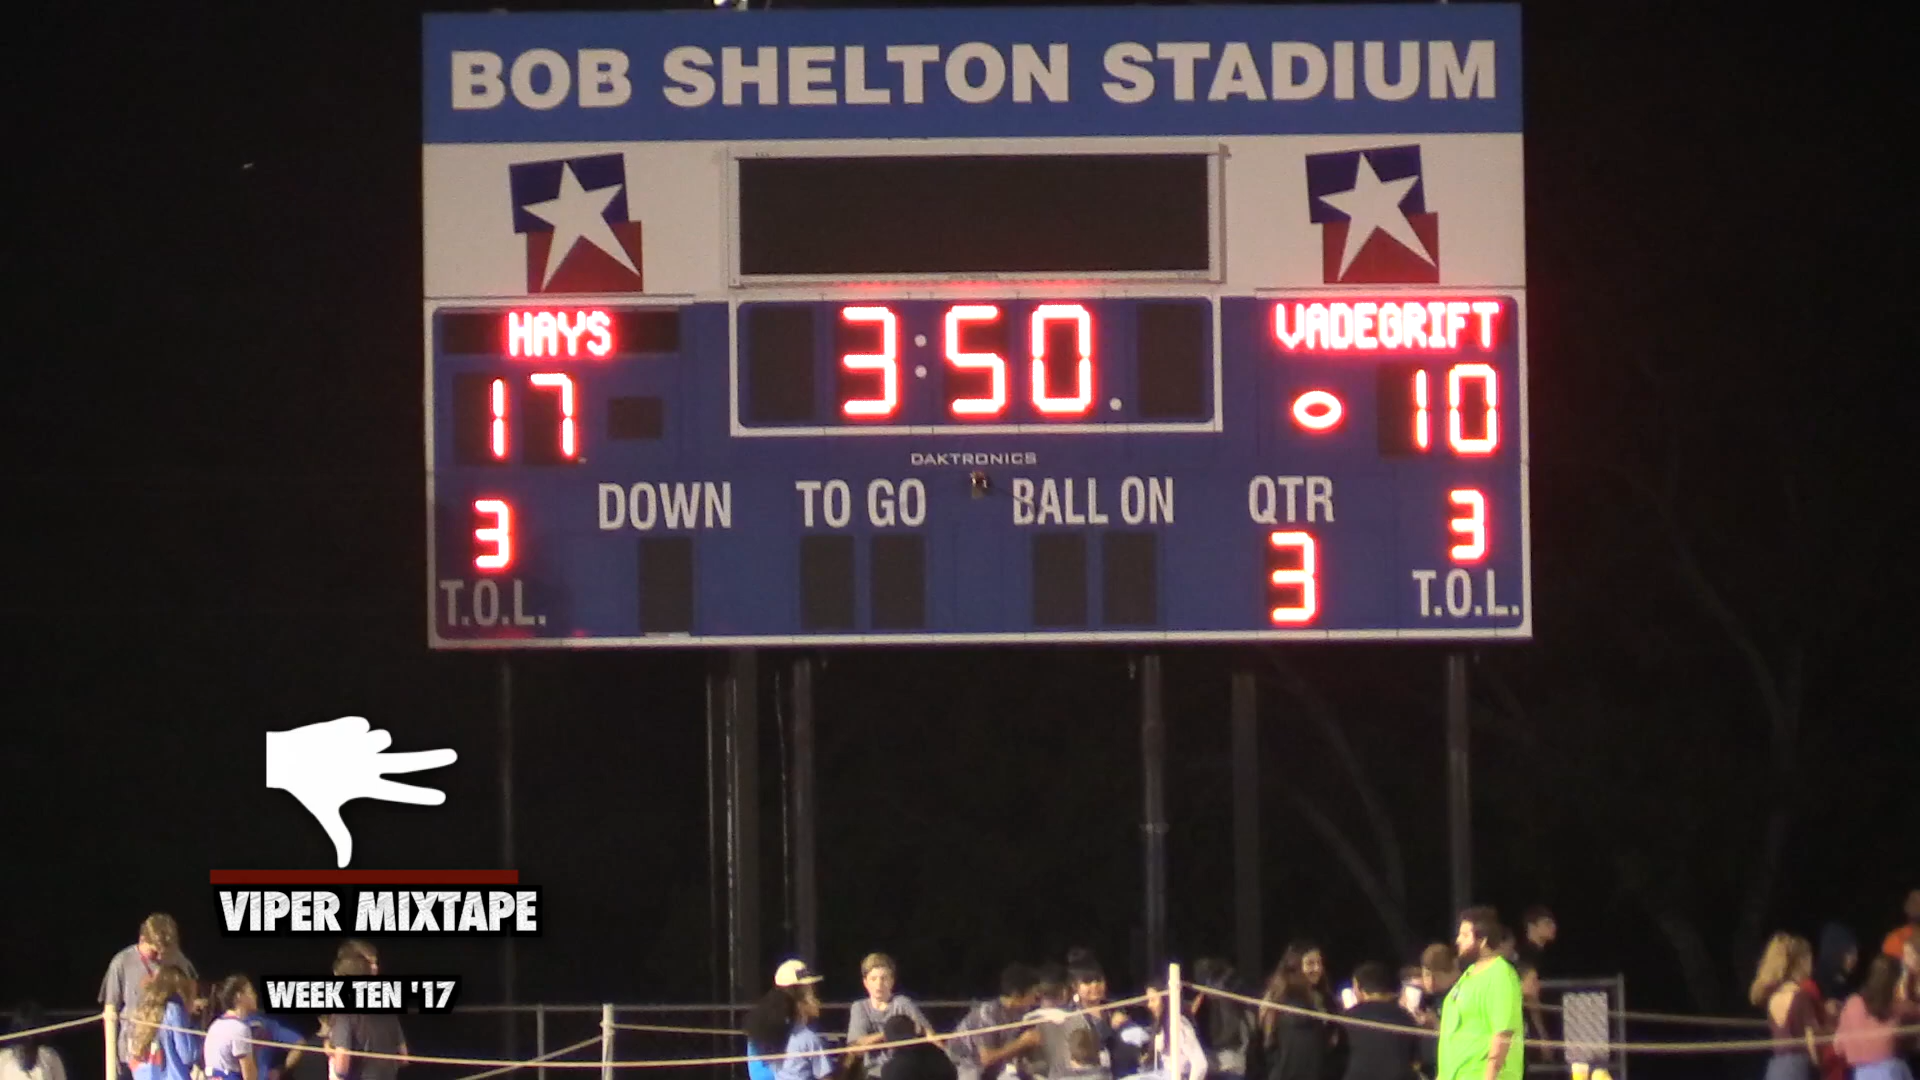 BOB SHELTON STADIUM
HAYS
3:50
VADEGRIFT
17
10
DAKTRONICS
DOWN
TO GO
BALL ON
QTR
3
3
3
T.O.L.
T.O.L.
VIPER MIXTAPE
WEEK TEN '17